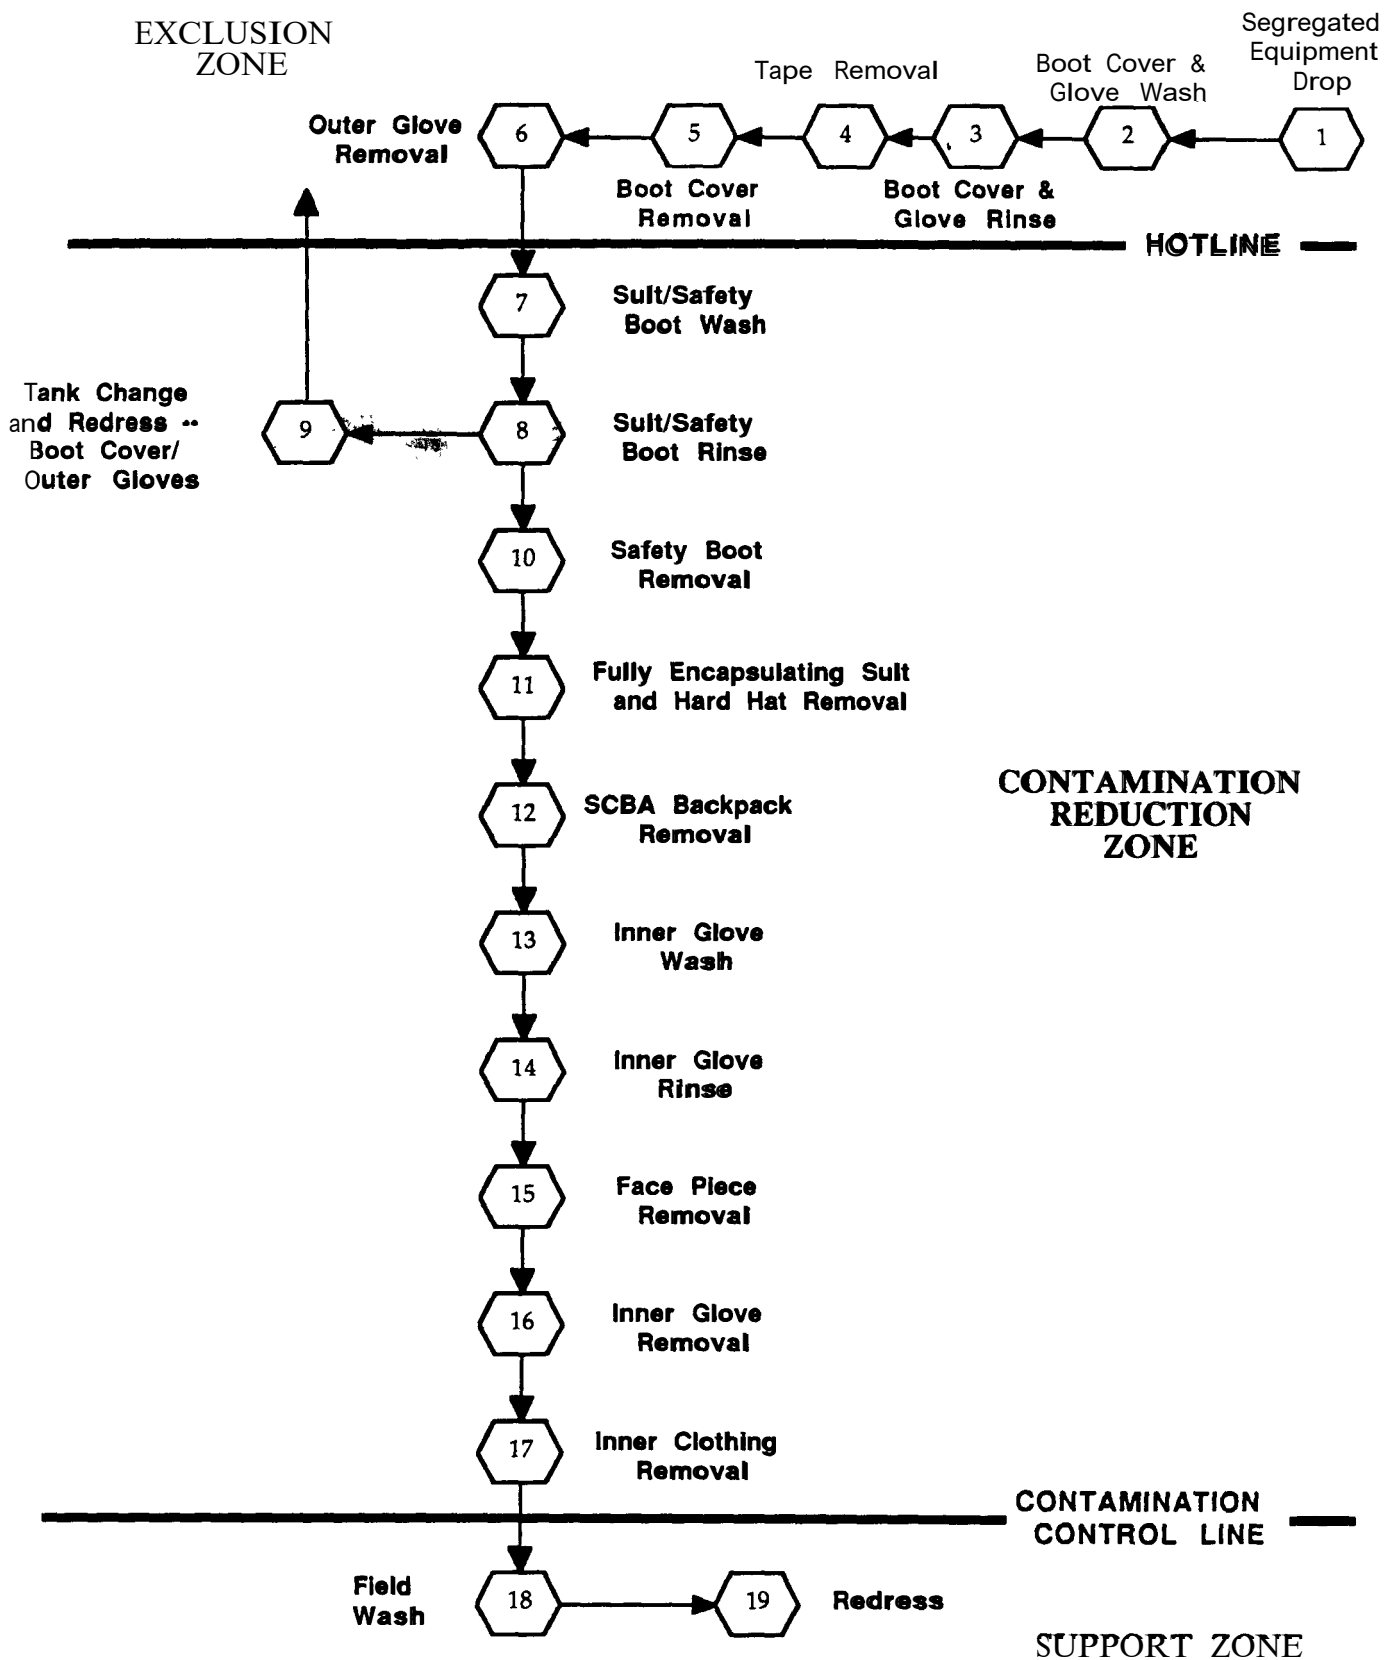 EXCLUSION
ZONE
Segregated
Equipment
Drop
Boot Cover &
Glove Wash
Tape Removal
Outer Glove
Removal
6
5
4
3
2
1
Boot Cover
Removal
Boot Cover &
Glove Rinse
HOTLINE
7
Suit/Safety
Boot Wash
Tank Change
and Redress --
Boot Cover/
Outer Gloves
9
8
Suit/Safety
Boot Rinse
10
Safety Boot
Removal
11
Fully Encapsulating Suit
and Hard Hat Removal
CONTAMINATION
REDUCTION
ZONE
12
SCBA Backpack
Removal
13
Inner Glove
Wash
14
Inner Glove
Rinse
15
Face Piece
Removal
16
Inner Glove
Removal
17
Inner Clothing
Removal
CONTAMINATION
CONTROL LINE
Field
Wash
18
19
Redress
SUPPORT ZONE